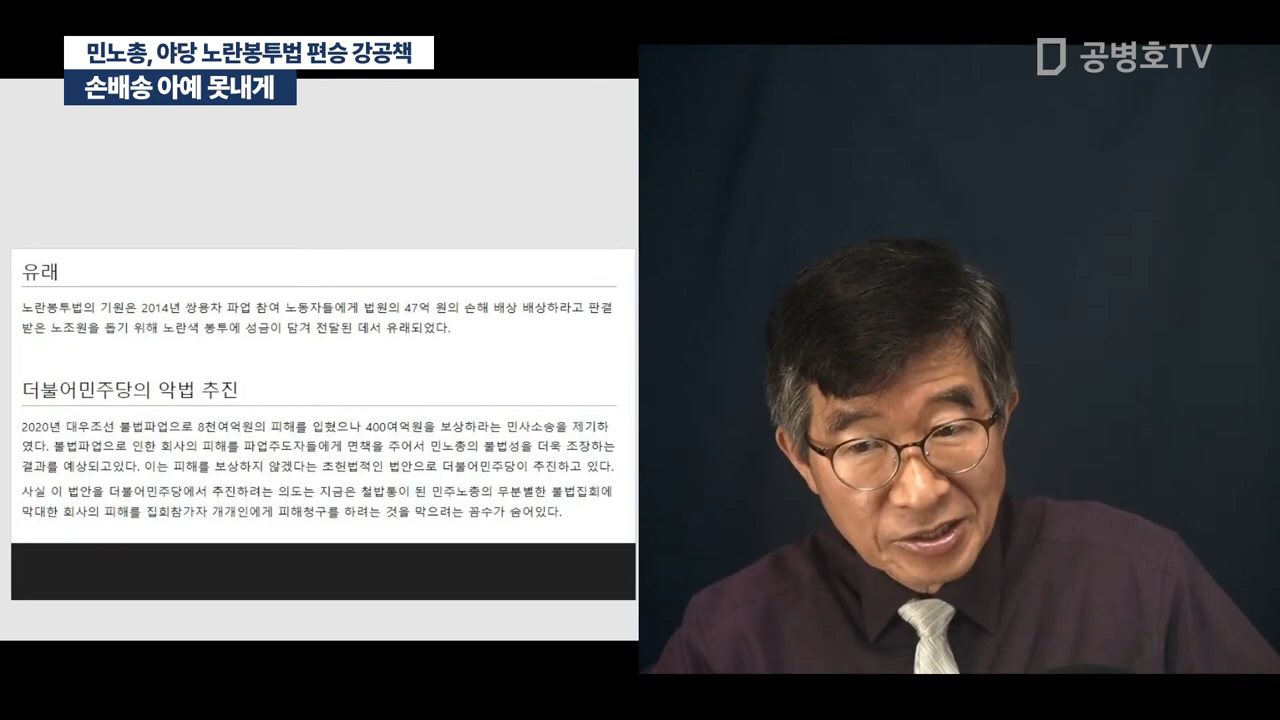 민노총, 야당 노란봉투법 편승 강공책
손배송 아예 못내게
공병호TV
유래
노란봉투법의 기원은 2014년 쌍용차 파업 참여 노동자들에게 법원의 47억 원의 손해 배상 배상하라고 판결
받은 노조원을 돕기 위해 노란색 봉투에 성금이 담겨 전달된 데서 유래되었다.
더불어민주당의 악법 추진
2020년 대우조선 불법파업으로 8천여억원의 피해를 입혔으나 400여억원을 보상하라는 민사소송을 제기하
였다. 불법파업으로 인한 회사의 피해를 파업주도자들에게 면책을 주어서 민노총의 불법성을 더욱 조장하는
결과를 예상되고있다. 이는 피해를 보상하지 않겠다는 초헌법적인 법안으로 더불어민주당이 추진하고 있다.
사실 이 법안을 더불어민주당에서 추진하려는 의도는 지금은 철밥통이 된 민주노총의 무분별한 불법집회에
막대한 회사의 피해를 집회참가자 개개인에게 피해청구를 하려는 것을 막으려는 꼼수가 숨어있다.